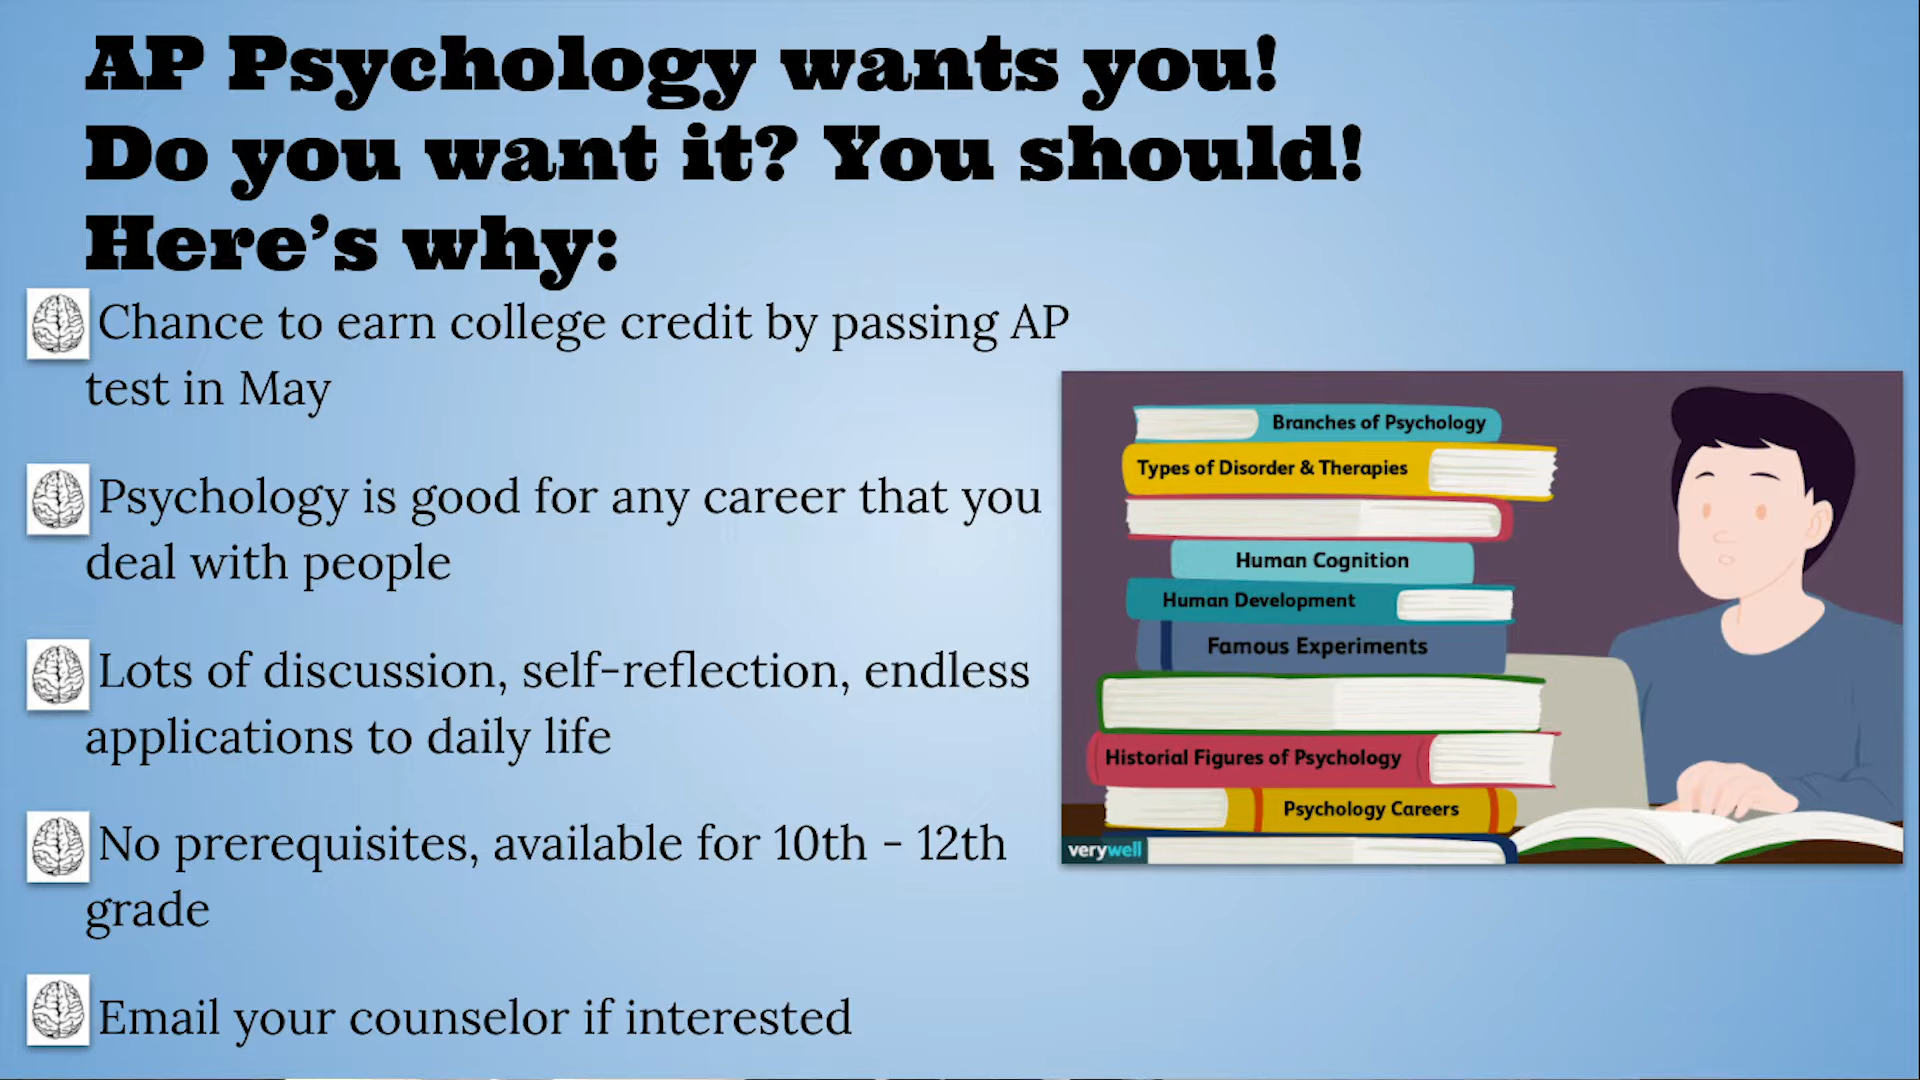 AP Psychology wants you!
Do you want it? You should!
Here's why:
Chance to earn college credit by passing AP
test in May
Psychology is good for any career that you
deal with people
Lots of discussion, self-reflection, endless
applications to daily life
No prerequisites, available for 10th - 12th
grade
Email your counselor if interested
Branches of Psychology
Types of Disorder & Therapies
Human Cognition
Human Development
Famous Experiments
Historial Figures of Psychology
Psychology Careers
verywell